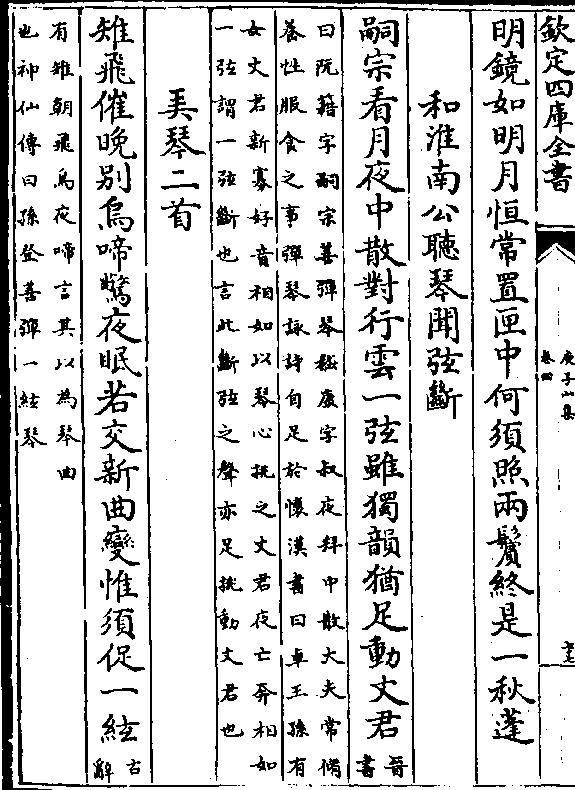 欽定四庫全書
庾子山集
卷四
明鏡如明月恒常置匣中何須照兩鬢終是一秋蓬
和淮南公聽琴聞弦斷
嗣宗看月夜中散對行雲一弦雖獨韻猶足動文君
晉書
曰阮籍字嗣宗善彈琴嵇康字叔夜拜中散大夫常脩
養性服食之事彈琴詠詩自足於懷漢書曰卓王孫有
女文君新寡好音相如以琴心挑之文君夜亡奔相如
一弦謂一弦斷也言此斷弦之聲亦足挑動文君也
弄琴二首
雉飛催晚別烏啼驚夜眠若交新曲變惟須促一絃
古辭
有雉朝飛烏夜啼言其以為琴曲
也神仙傳曰孫登善彈一絃琴